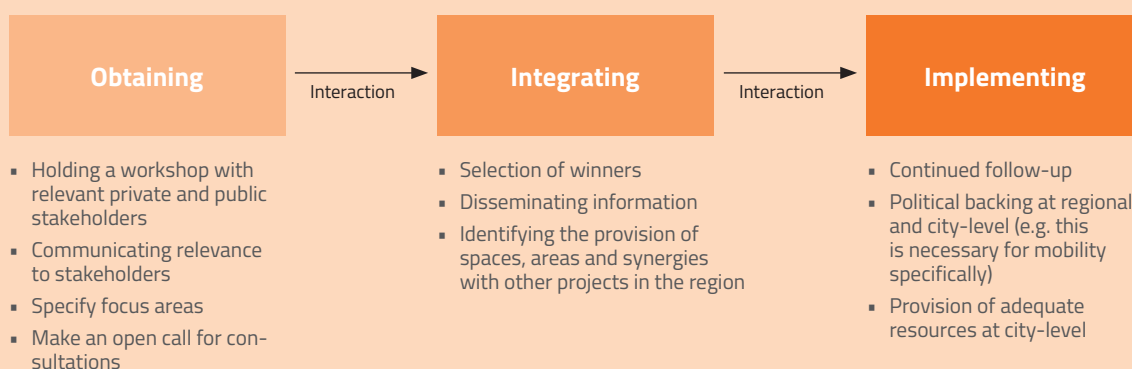 Obtaining
Interaction
Integrating
Interaction
Implementing
▪ Holding a workshop with
relevant private and public
stakeholders
▪ Communicating relevance
to stakeholders
▪ Specify focus areas
▪ Make an open call for con-
sultations
▪ Selection of winners
▪ Disseminating information
▪ Identifying the provision of
spaces, areas and synergies
with other projects in the region
▪ Continued follow-up
▪ Political backing at regional
and city-level (e.g. this
is necessary for mobility
specifically)
▪ Provision of adequate
resources at city-level